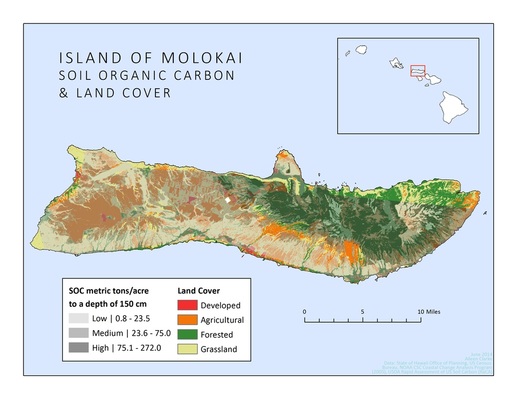 ISLAND OF MOLOKAI
SOIL ORGANIC CARBON
& LAND COVER
SOC metric tons/acre
to a depth of 150 cm
Low | 0.8 - 23.5
Medium | 23.6 - 75.0
High | 75.1 - 272.0
Land Cover
Developed
Agricultural
Forested
Grassland
0 5 10 Miles